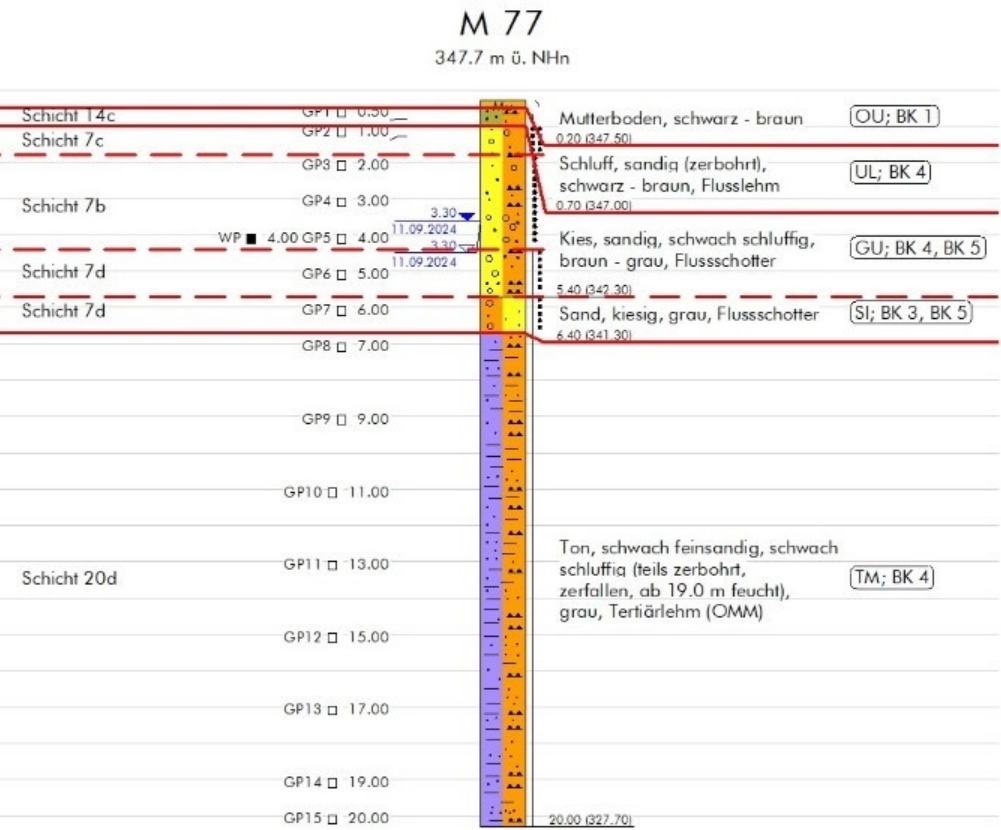 M 77
347.7 m ü. NHn
Schicht 14c
GP1 0.50
Mutterboden, schwarz - braun
OU; BK 1
0.20 (347.50)
Schicht 7c
GP2 1.00
GP3 2.00
Schluff, sandig (zerbohrt),
schwarz - braun, Flusslehm
UL; BK 4
0.70 (347.00)
Schicht 7b
GP4 3.00
3.30
11.09.2024
WP 4.00 GP5 4.00
3.30
11.09.2024
Kies, sandig, schwach schluffig,
braun - grau, Flussschotter
GU; BK 4, BK 5
5.40 (342.30)
Schicht 7d
GP6 5.00
Schicht 7d
GP7 6.00
Sand, kiesig, grau, Flussschotter
SI; BK 3, BK 5
6.40 (341.30)
GP8 7.00
GP9 9.00
GP10 11.00
GP11 13.00
Schicht 20d
Ton, schwach feinsandig, schwach
schluffig (teils zerbohrt,
zerfallen, ab 19.0 m feucht),
grau, Tertiärlehm (OMM)
TM; BK 4
GP12 15.00
GP13 17.00
GP14 19.00
GP15 20.00
20.00 (327.70)